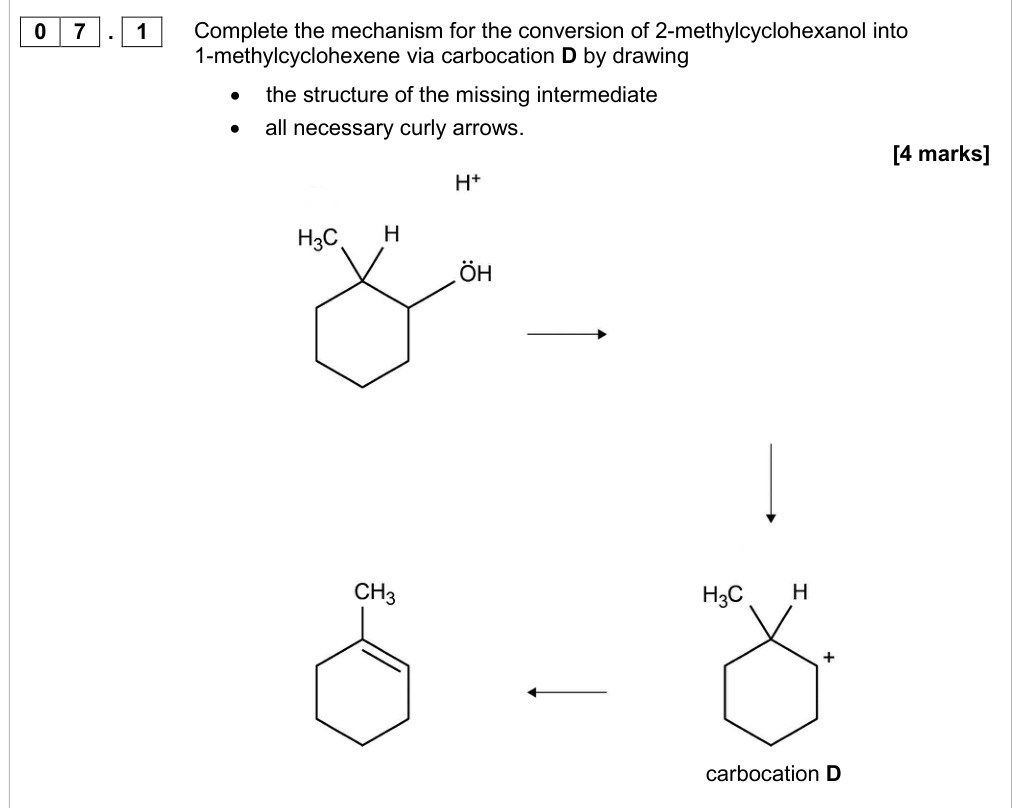 0 7 . 1 Complete the mechanism for the conversion of 2-methylcyclohexanol into
1-methylcyclohexene via carbocation D by drawing
• the structure of the missing intermediate
• all necessary curly arrows.
[4 marks]
H⁺
H₃C H
ÖH
CH₃ H₃C H
+
carbocation D